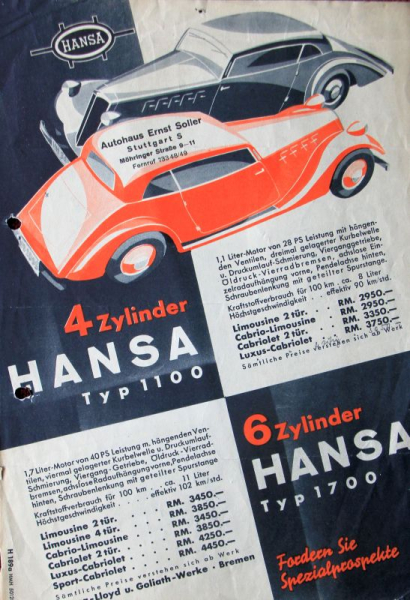 HANSA
Autohaus Ernst Soller
Stuttgart S
Möhringer Straße 9-11
Fernruf 73348/49
1,1 Liter-Motor von 28 PS Leistung mit hängen-
den Ventilen, dreimal gelagerter Kurbelwelle
u. Druckumlauf-Schmierung, Vierganggetriebe,
Öldruck-Vierradbremsen, achslose Ein-
zelradaufhängung vorne, Pendelachse hinten,
Schraubenlenkung mit geteilter Spurstange.
Kraftstoffverbrauch für 100 km . ca. 8 Liter
Höchstgeschwindigkeit . . effektiv 90 km/std.
Limousine 2 tür. . . . RM. 2950.—
Cabrio-Limousine . . RM. 2950.—
Cabriolet 2 tür. . . . RM. 3350.—
Luxus-Cabriolet . . . RM. 3750.—
Sämtliche Preise verstehen sich ab Werk
4 Zylinder
HANSA
Typ 1100
1,7 Liter-Motor von 40 PS Leistung m. hängenden Ven-
tilen, viermal gelagerter Kurbelwelle u. Druckumlauf-
Schmierung, Viergang-Getriebe, Öldruck-Vierrad-
bremsen, achslose Radaufhängung vorne, Pendelachse
hinten, Schraubenlenkung mit geteilter Spurstange
Kraftstoffverbrauch für 100 km . ca. 11 Liter
Höchstgeschwindigkeit . . effektiv 102 km/std.
Limousine 2 tür. . . . RM. 3450.—
Limousine 4 tür. . . . RM. 3850.—
Cabrio-Limousine . . RM. 3450.—
Cabriolet 2 tür. . . . RM. 3850.—
Luxus-Cabriolet . . . RM. 4250.—
Sport-Cabriolet . . . RM. 4450.—
Sämtliche Preise verstehen sich ab Werk
-Lloyd u. Goliath-Werke · Bremen
6 Zylinder
HANSA
Typ 1700
Fordern Sie
Spezialprospekte